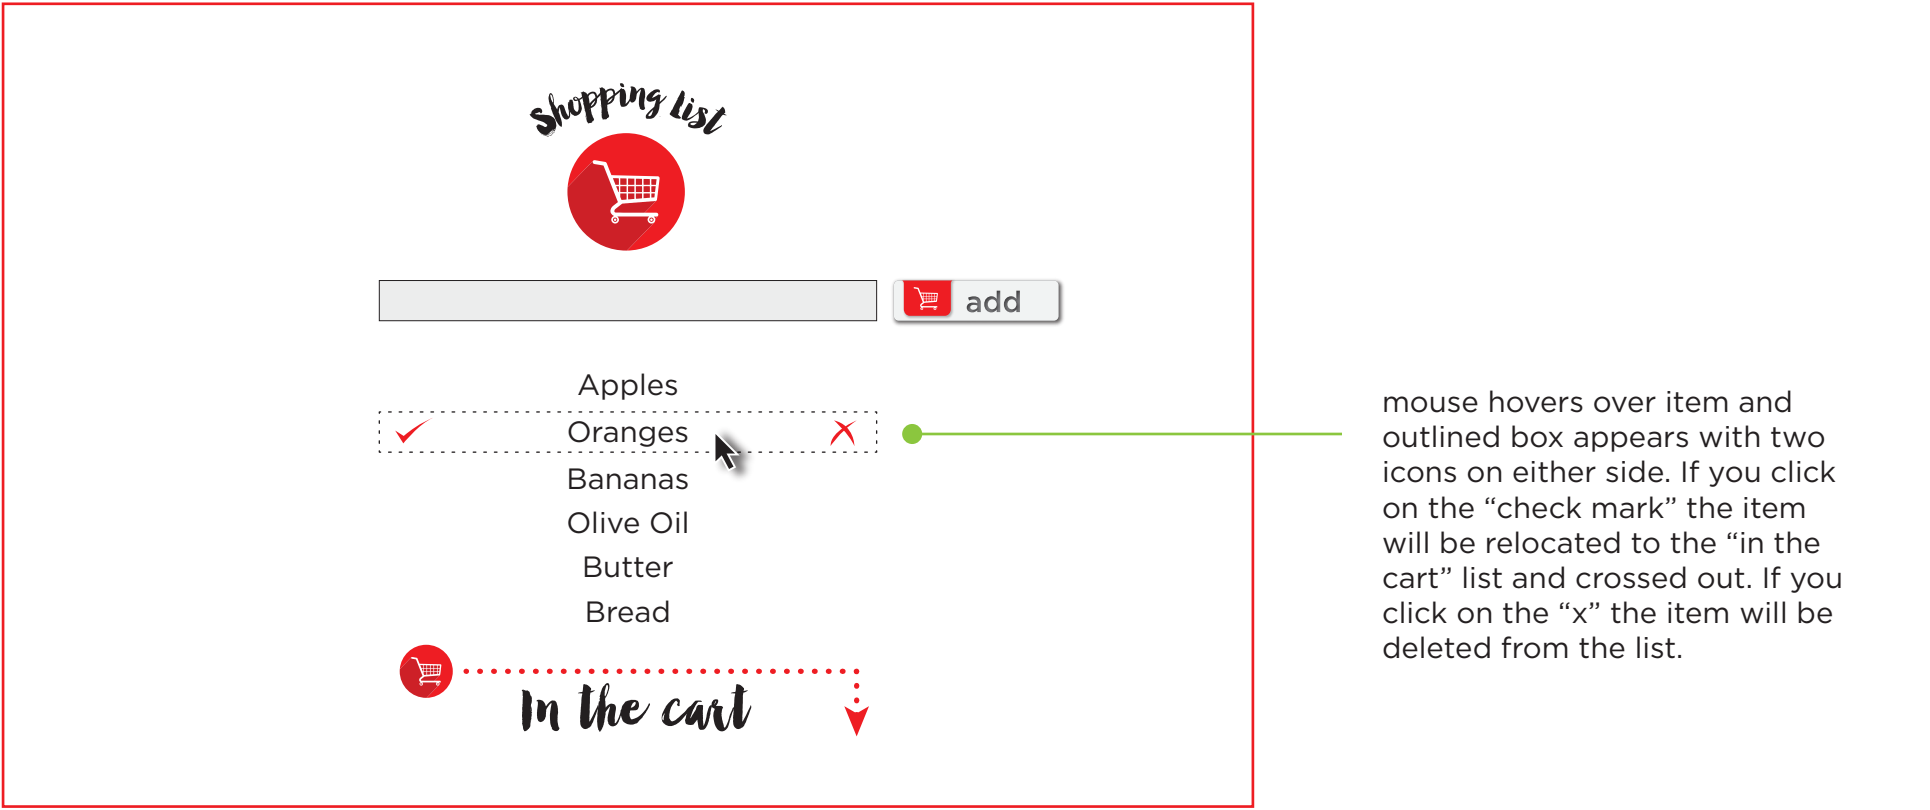 Shopping List
add
Apples
Oranges
Bananas
Olive Oil
Butter
Bread
In the cart
mouse hovers over item and
outlined box appears with two
icons on either side. If you click
on the “check mark” the item
will be relocated to the “in the
cart” list and crossed out. If you
click on the “x” the item will be
deleted from the list.